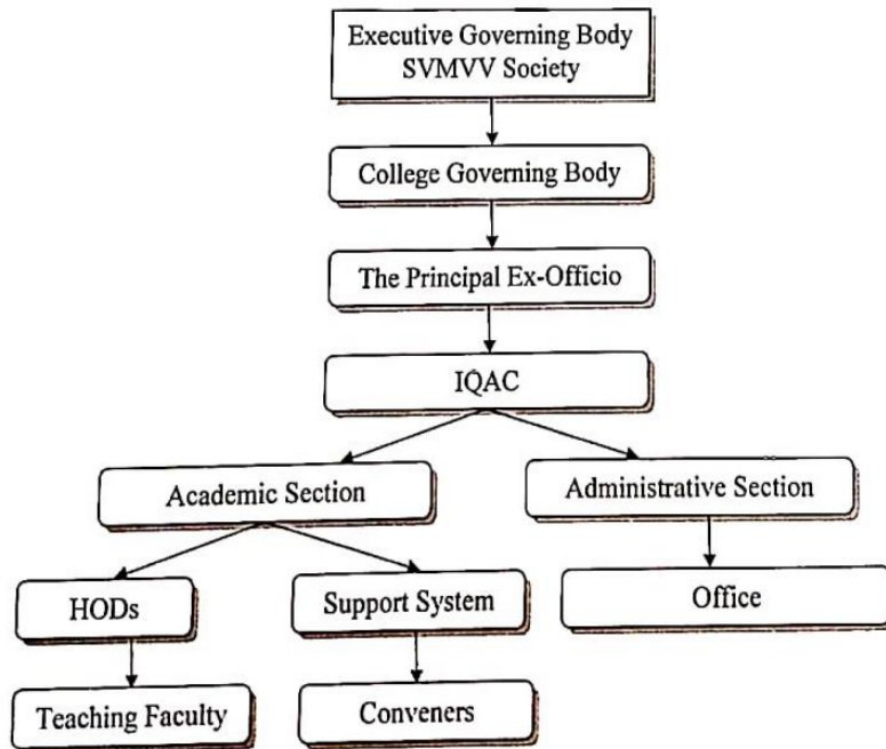 Executive Governing Body
SVMVV Society
College Governing Body
The Principal Ex-Officio
IQAC
Academic Section
Administrative Section
HODs
Support System
Office
Teaching Faculty
Conveners